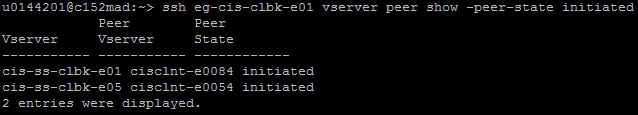 u0144201@c152mad:~> ssh eg-cis-clbk-e01 vserver peer show -peer-state initiated
            Peer        Peer
Vserver     Vserver     State
----------- ----------- ------------
cis-ss-clbk-e01 cisclnt-e0084 initiated
cis-ss-clbk-e05 cisclnt-e0054 initiated
2 entries were displayed.